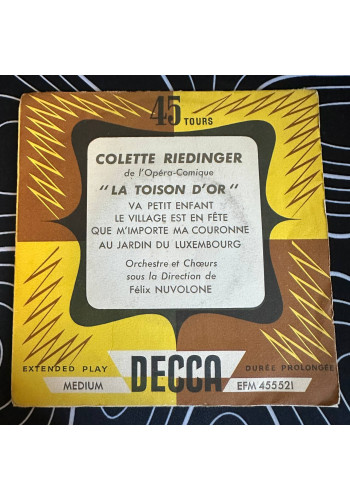 45 TOURS
COLETTE RIEDINGER
de l'Opéra-Comique
"LA TOISON D'OR"
VA PETIT ENFANT
LE VILLAGE EST EN FÊTE
QUE M'IMPORTE MA COURONNE
AU JARDIN DU LUXEMBOURG
Orchestre et Chœurs
sous la Direction de
Félix NUVOLONE
EXTENDED PLAY
DURÉE PROLONGÉE
MEDIUM
DECCA
EFM 455521